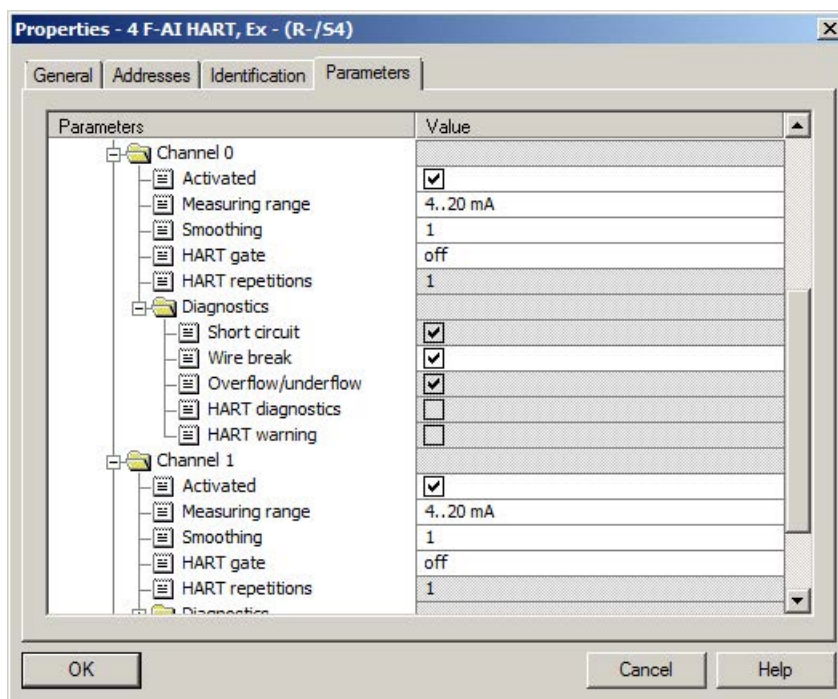 Properties - 4 F-AI HART, Ex - (R-/S4)
General Addresses Identification Parameters
Parameters Value
Channel 0
Activated
Measuring range 4..20 mA
Smoothing 1
HART gate off
HART repetitions 1
Diagnostics
Short circuit
Wire break
Overflow/underflow
HART diagnostics
HART warning
Channel 1
Activated
Measuring range 4..20 mA
Smoothing 1
HART gate off
HART repetitions 1
Diagnostics
OK Cancel Help